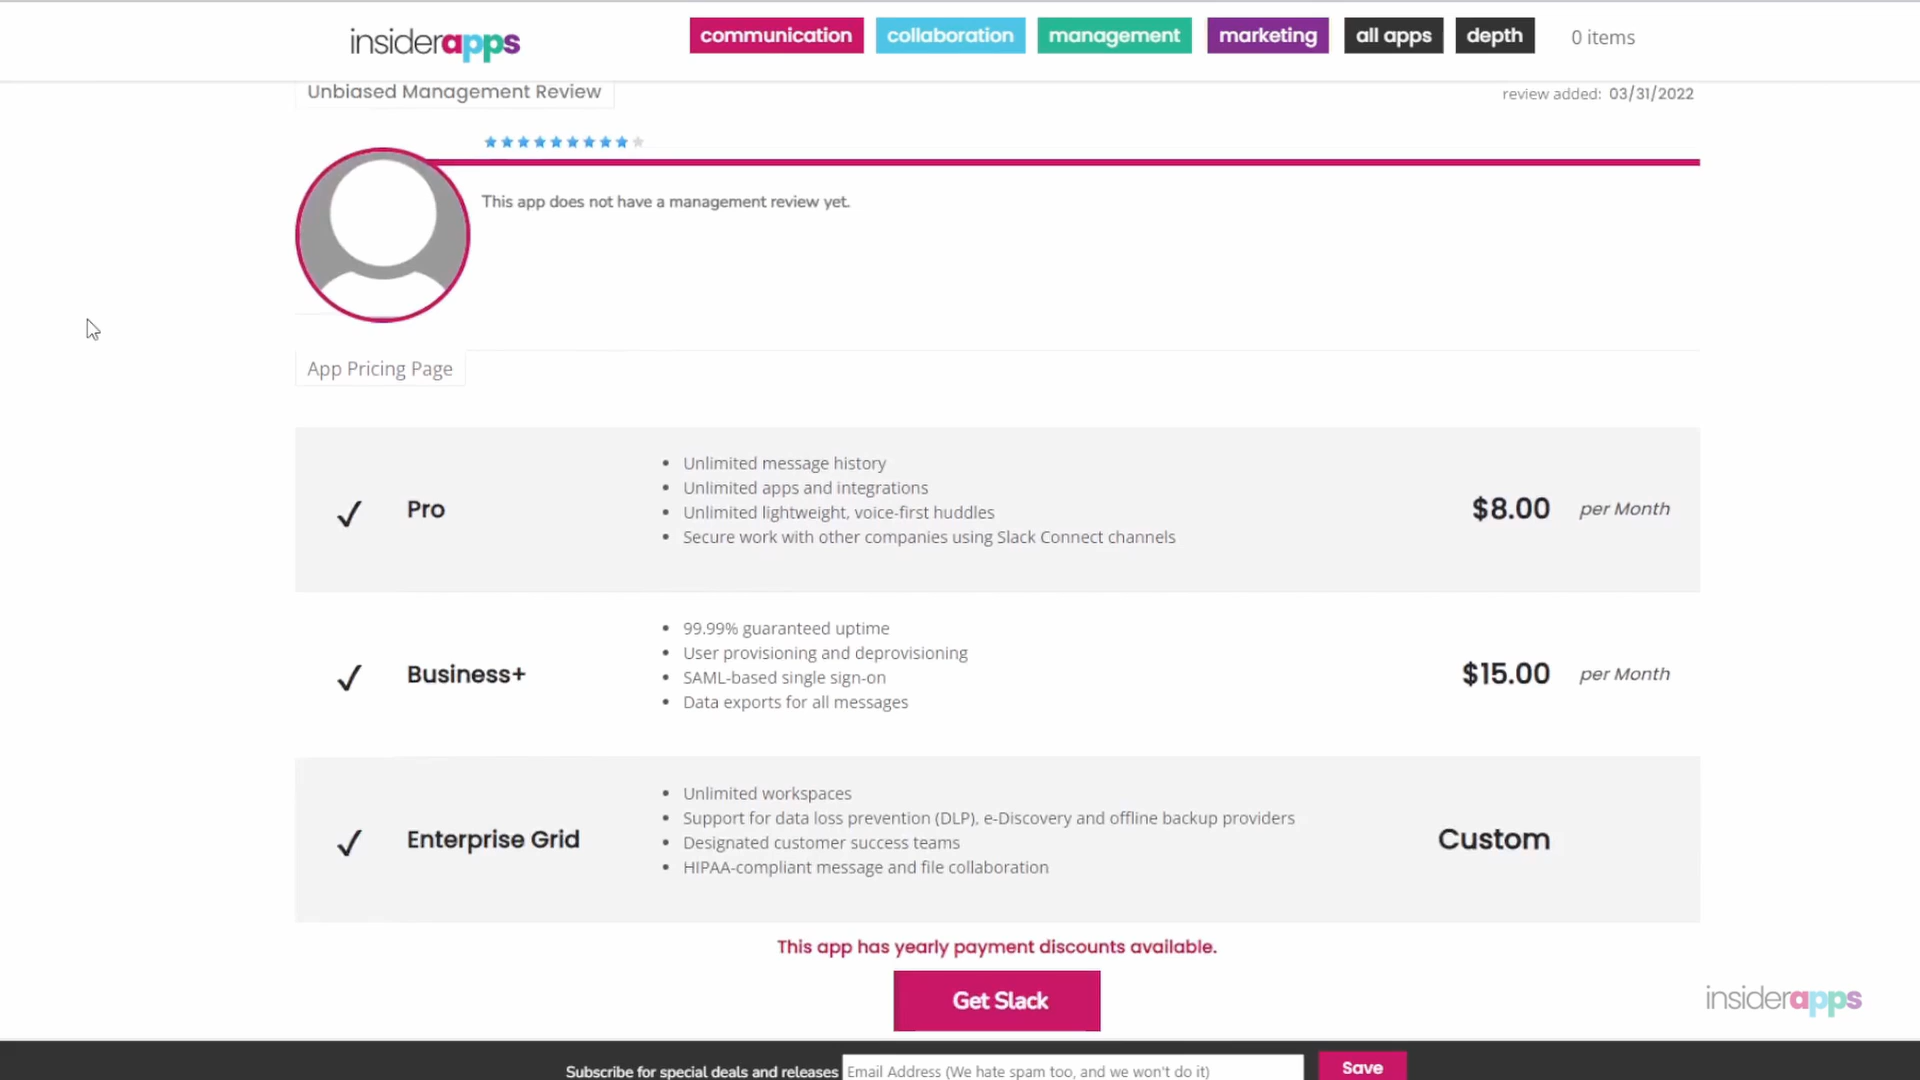 insiderapps
communication
collaboration
management
marketing
all apps
depth
0 items
Unbiased Management Review
review added: 03/31/2022
This app does not have a management review yet.
App Pricing Page
Pro
• Unlimited message history
• Unlimited apps and integrations
• Unlimited lightweight, voice-first huddles
• Secure work with other companies using Slack Connect channels
$8.00 per Month
Business+
• 99.99% guaranteed uptime
• User provisioning and deprovisioning
• SAML-based single sign-on
• Data exports for all messages
$15.00 per Month
Enterprise Grid
• Unlimited workspaces
• Support for data loss prevention (DLP), e-Discovery and offline backup providers
• Designated customer success teams
• HIPAA-compliant message and file collaboration
Custom
This app has yearly payment discounts available.
Get Slack
insiderapps
Subscribe for special deals and releases
Email Address (We hate spam too, and we won't do it)
Save